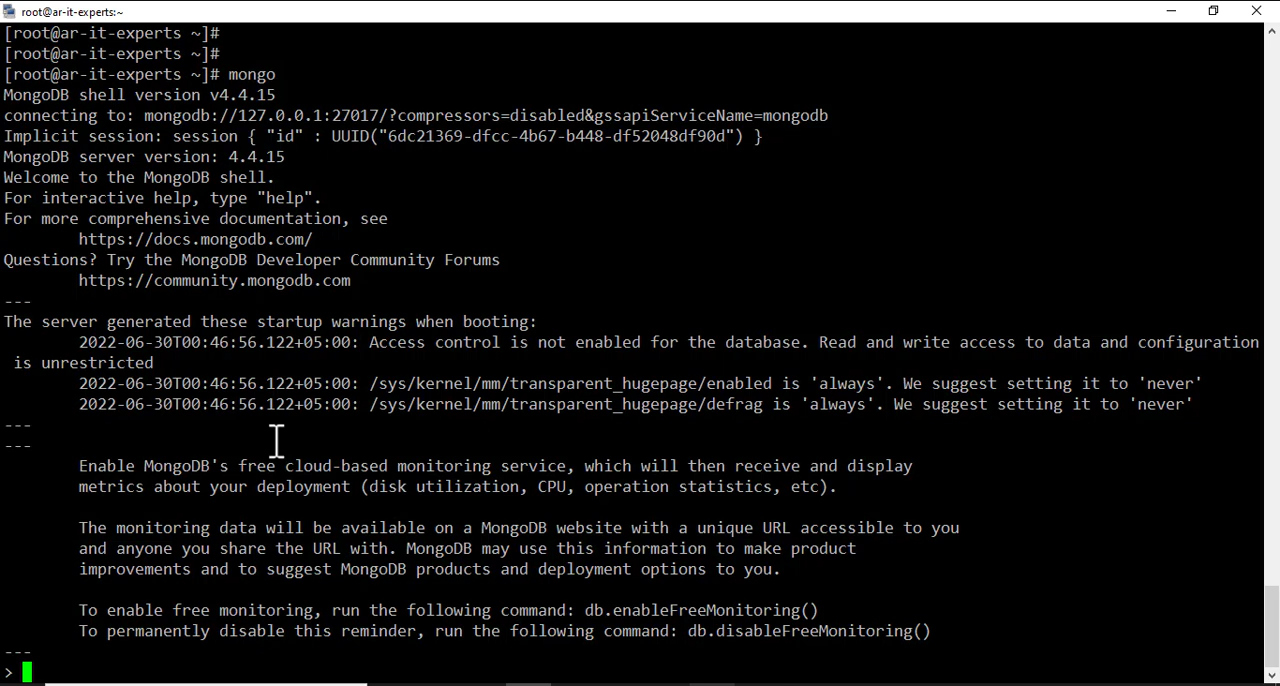 root@ar-it-experts:~
[root@ar-it-experts ~]#
[root@ar-it-experts ~]#
[root@ar-it-experts ~]# mongo
MongoDB shell version v4.4.15
connecting to: mongodb://127.0.0.1:27017/?compressors=disabled&gssapiServiceName=mongodb
Implicit session: session { "id" : UUID("6dc21369-dfcc-4b67-b448-df52048df90d") }
MongoDB server version: 4.4.15
Welcome to the MongoDB shell.
For interactive help, type "help".
For more comprehensive documentation, see
        https://docs.mongodb.com/
Questions? Try the MongoDB Developer Community Forums
        https://community.mongodb.com
---
The server generated these startup warnings when booting:
        2022-06-30T00:46:56.122+05:00: Access control is not enabled for the database. Read and write access to data and configuration
 is unrestricted
        2022-06-30T00:46:56.122+05:00: /sys/kernel/mm/transparent_hugepage/enabled is 'always'. We suggest setting it to 'never'
        2022-06-30T00:46:56.122+05:00: /sys/kernel/mm/transparent_hugepage/defrag is 'always'. We suggest setting it to 'never'
---
---
        Enable MongoDB's free cloud-based monitoring service, which will then receive and display
        metrics about your deployment (disk utilization, CPU, operation statistics, etc).

        The monitoring data will be available on a MongoDB website with a unique URL accessible to you
        and anyone you share the URL with. MongoDB may use this information to make product
        improvements and to suggest MongoDB products and deployment options to you.

        To enable free monitoring, run the following command: db.enableFreeMonitoring()
        To permanently disable this reminder, run the following command: db.disableFreeMonitoring()
---
>